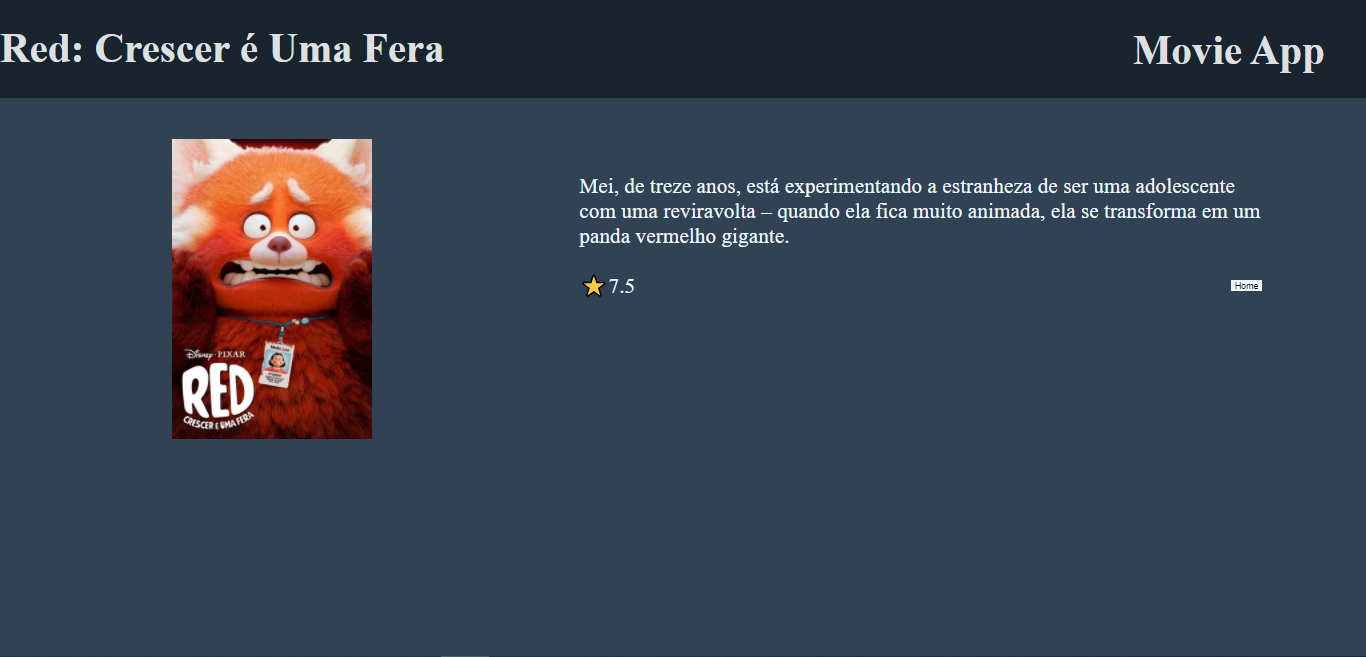 Red: Crescer é Uma Fera
Movie App
Mei, de treze anos, está experimentando a estranheza de ser uma adolescente
com uma reviravolta – quando ela fica muito animada, ela se transforma em um
panda vermelho gigante.
7.5
Home
Disney · PIXAR
RED
CRESCER É UMA FERA